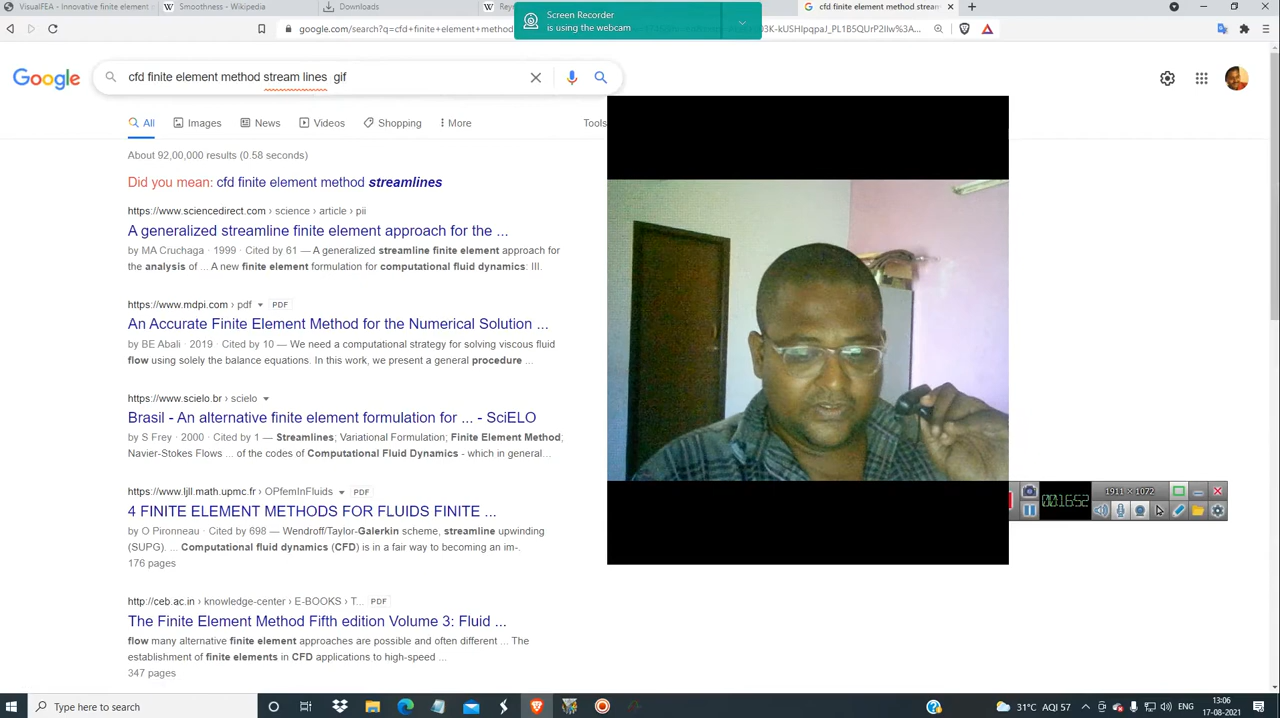 VisualFEA
Innovative finite element
Smoothness - Wikipedia
Downloads
Rey
cfd finite element method stream
Screen Recorder
is using the webcam
google.com/search?q=cfd+finite+element+method
Google
cfd finite element method stream lines gif
All
Images
News
Videos
Shopping
More
Tools
About 92,00,000 results (0.58 seconds)
Did you mean: cfd finite element method streamlines
https://www.sciencedirect.com › science › article › pii
A generalized streamline finite element approach for the ...
by MA Cruchaga · 1999 · Cited by 61 — A generalized streamline finite element approach for
the analysis of ... A new finite element formulation for computational fluid dynamics: III.
https://www.mdpi.com › pdf
PDF
An Accurate Finite Element Method for the Numerical Solution ...
by BE Abali · 2019 · Cited by 10 — We need a computational strategy for solving viscous fluid
flow using solely the balance equations. In this work, we present a general procedure ...
https://www.scielo.br › scielo
Brasil - An alternative finite element formulation for ... - SciELO
by S Frey · 2000 · Cited by 1 — Streamlines; Variational Formulation; Finite Element Method;
Navier-Stokes Flows ... of the codes of Computational Fluid Dynamics - which in general...
https://www.ljll.math.upmc.fr › OPfemInFluids
PDF
4 FINITE ELEMENT METHODS FOR FLUIDS FINITE ...
by O Pironneau · Cited by 698 — Wendroff/Taylor-Galerkin scheme, streamline upwinding
(SUPG). ... Computational fluid dynamics (CFD) is in a fair way to becoming an im-.
176 pages
http://ceb.ac.in › knowledge-center › E-BOOKS › T...
PDF
The Finite Element Method Fifth edition Volume 3: Fluid ...
flow many alternative finite element approaches are possible and often different ... The
establishment of finite elements in CFD applications to high-speed ...
347 pages
001652
1911 × 1072
Type here to search
31°C AQI 57
13:06
17-08-2021